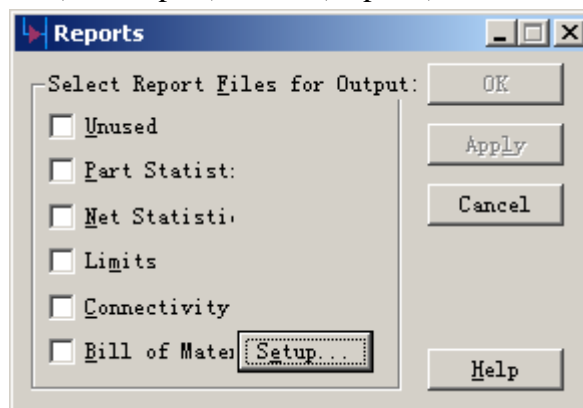 Reports
Select Report Files for Output:
OK
Unused
Apply
Part Statist:
Cancel
Net Statisti
Limits
Connectivity
Bill of Mater
Setup...
Help